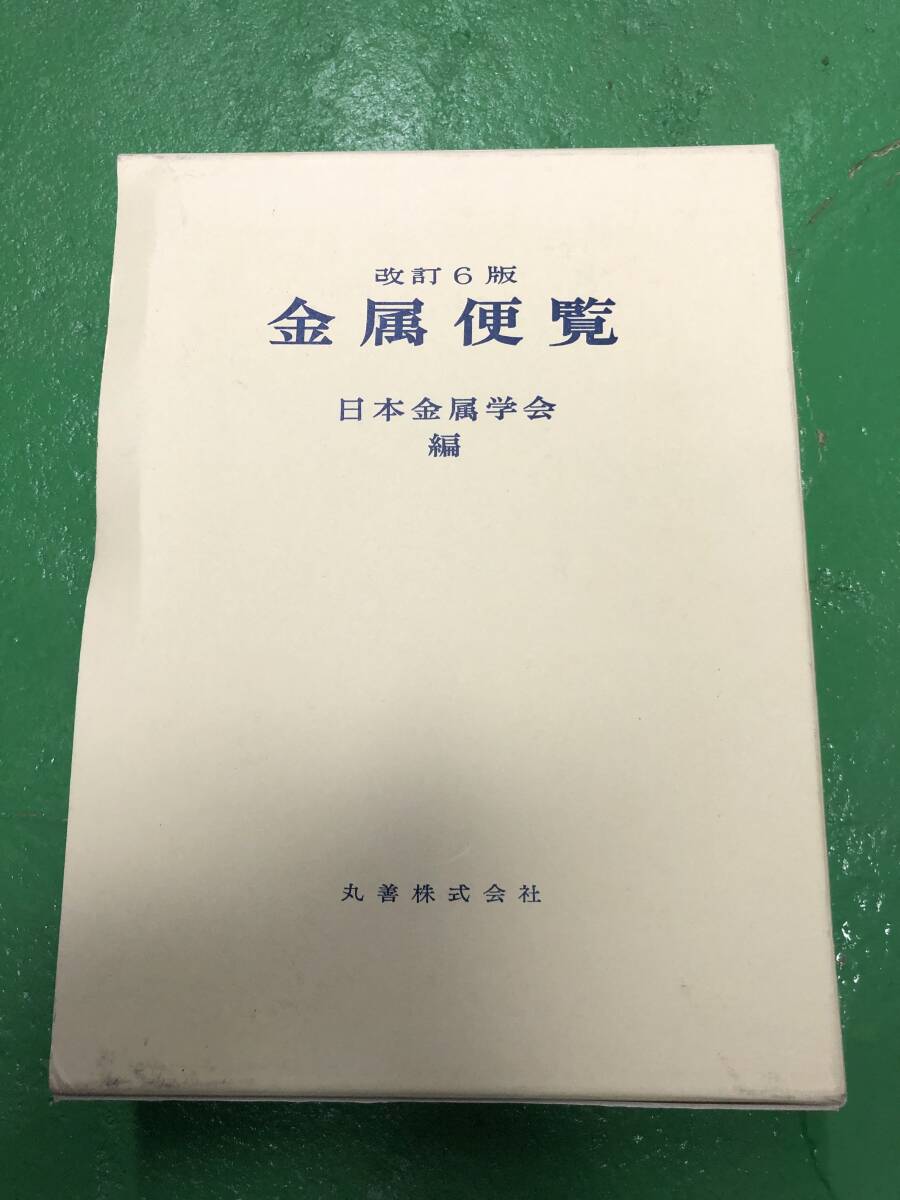 改訂6版
金属便覧
日本金属学会
編
丸善株式会社